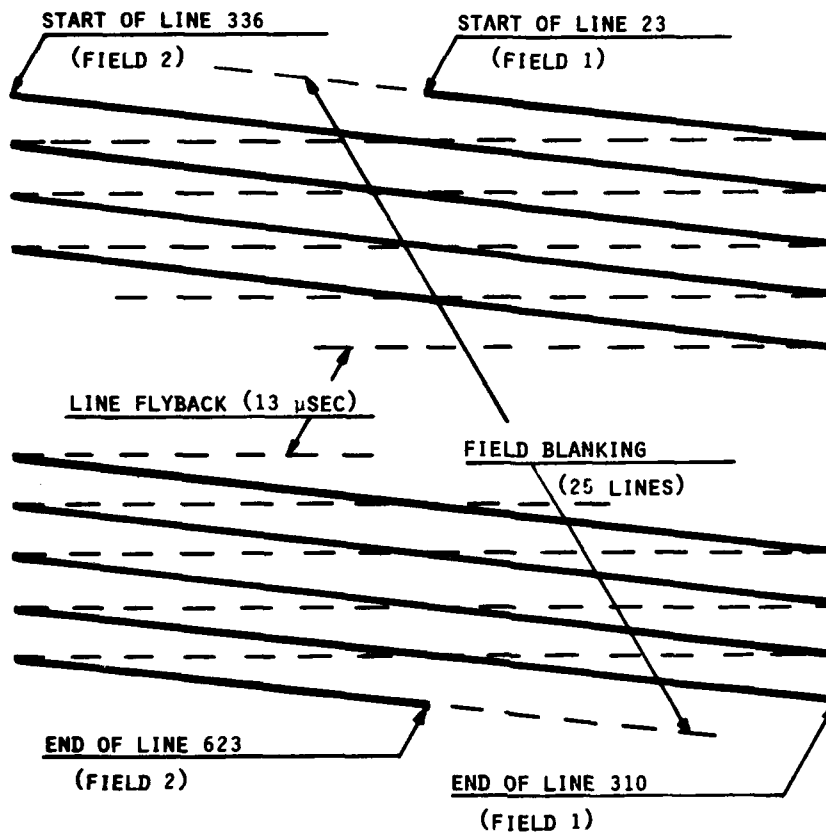 START OF LINE 336
(FIELD 2)
START OF LINE 23
(FIELD 1)
LINE FLYBACK (13 µSEC)
FIELD BLANKING
(25 LINES)
END OF LINE 623
(FIELD 2)
END OF LINE 310
(FIELD 1)